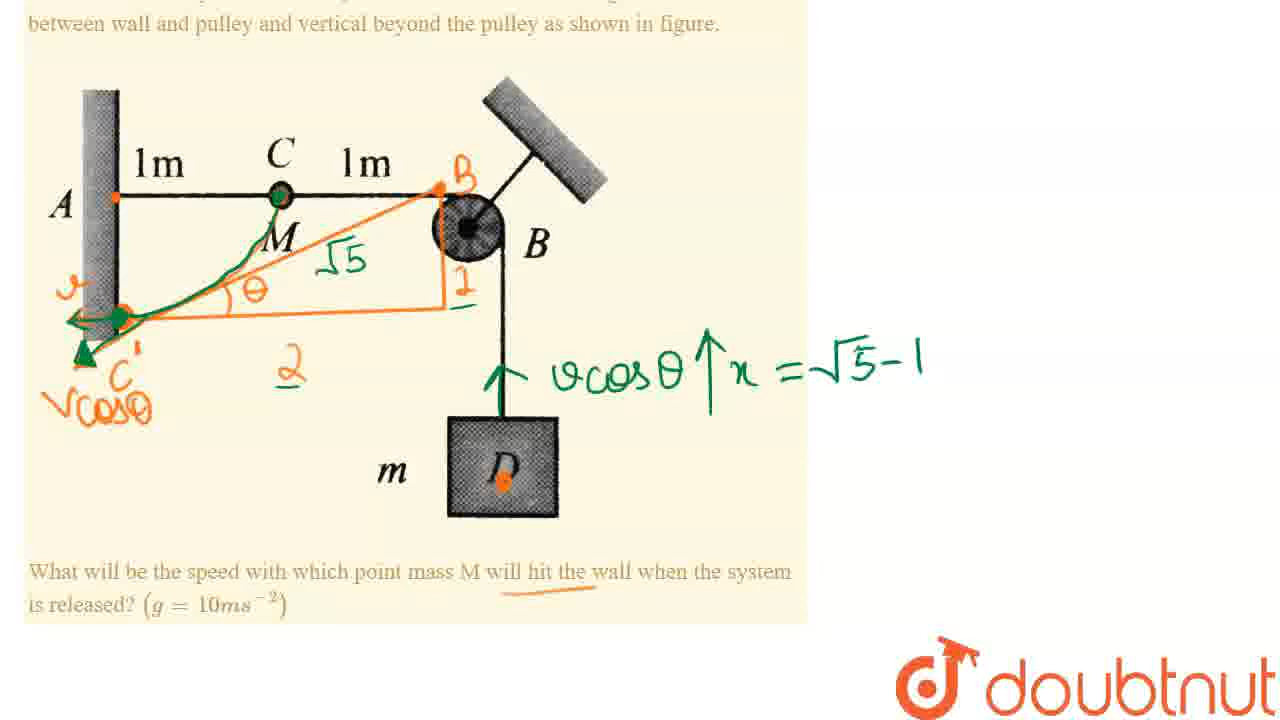 between wall and pulley and vertical beyond the pulley as shown in figure.
1m
C
1m
B
A
M
B
√5
θ
1
v
C'
2
vcosθ
vcosθ
x = √5-1
m
D
What will be the speed with which point mass M will hit the wall when the system
is released? (g = 10ms⁻²)
doubtnut